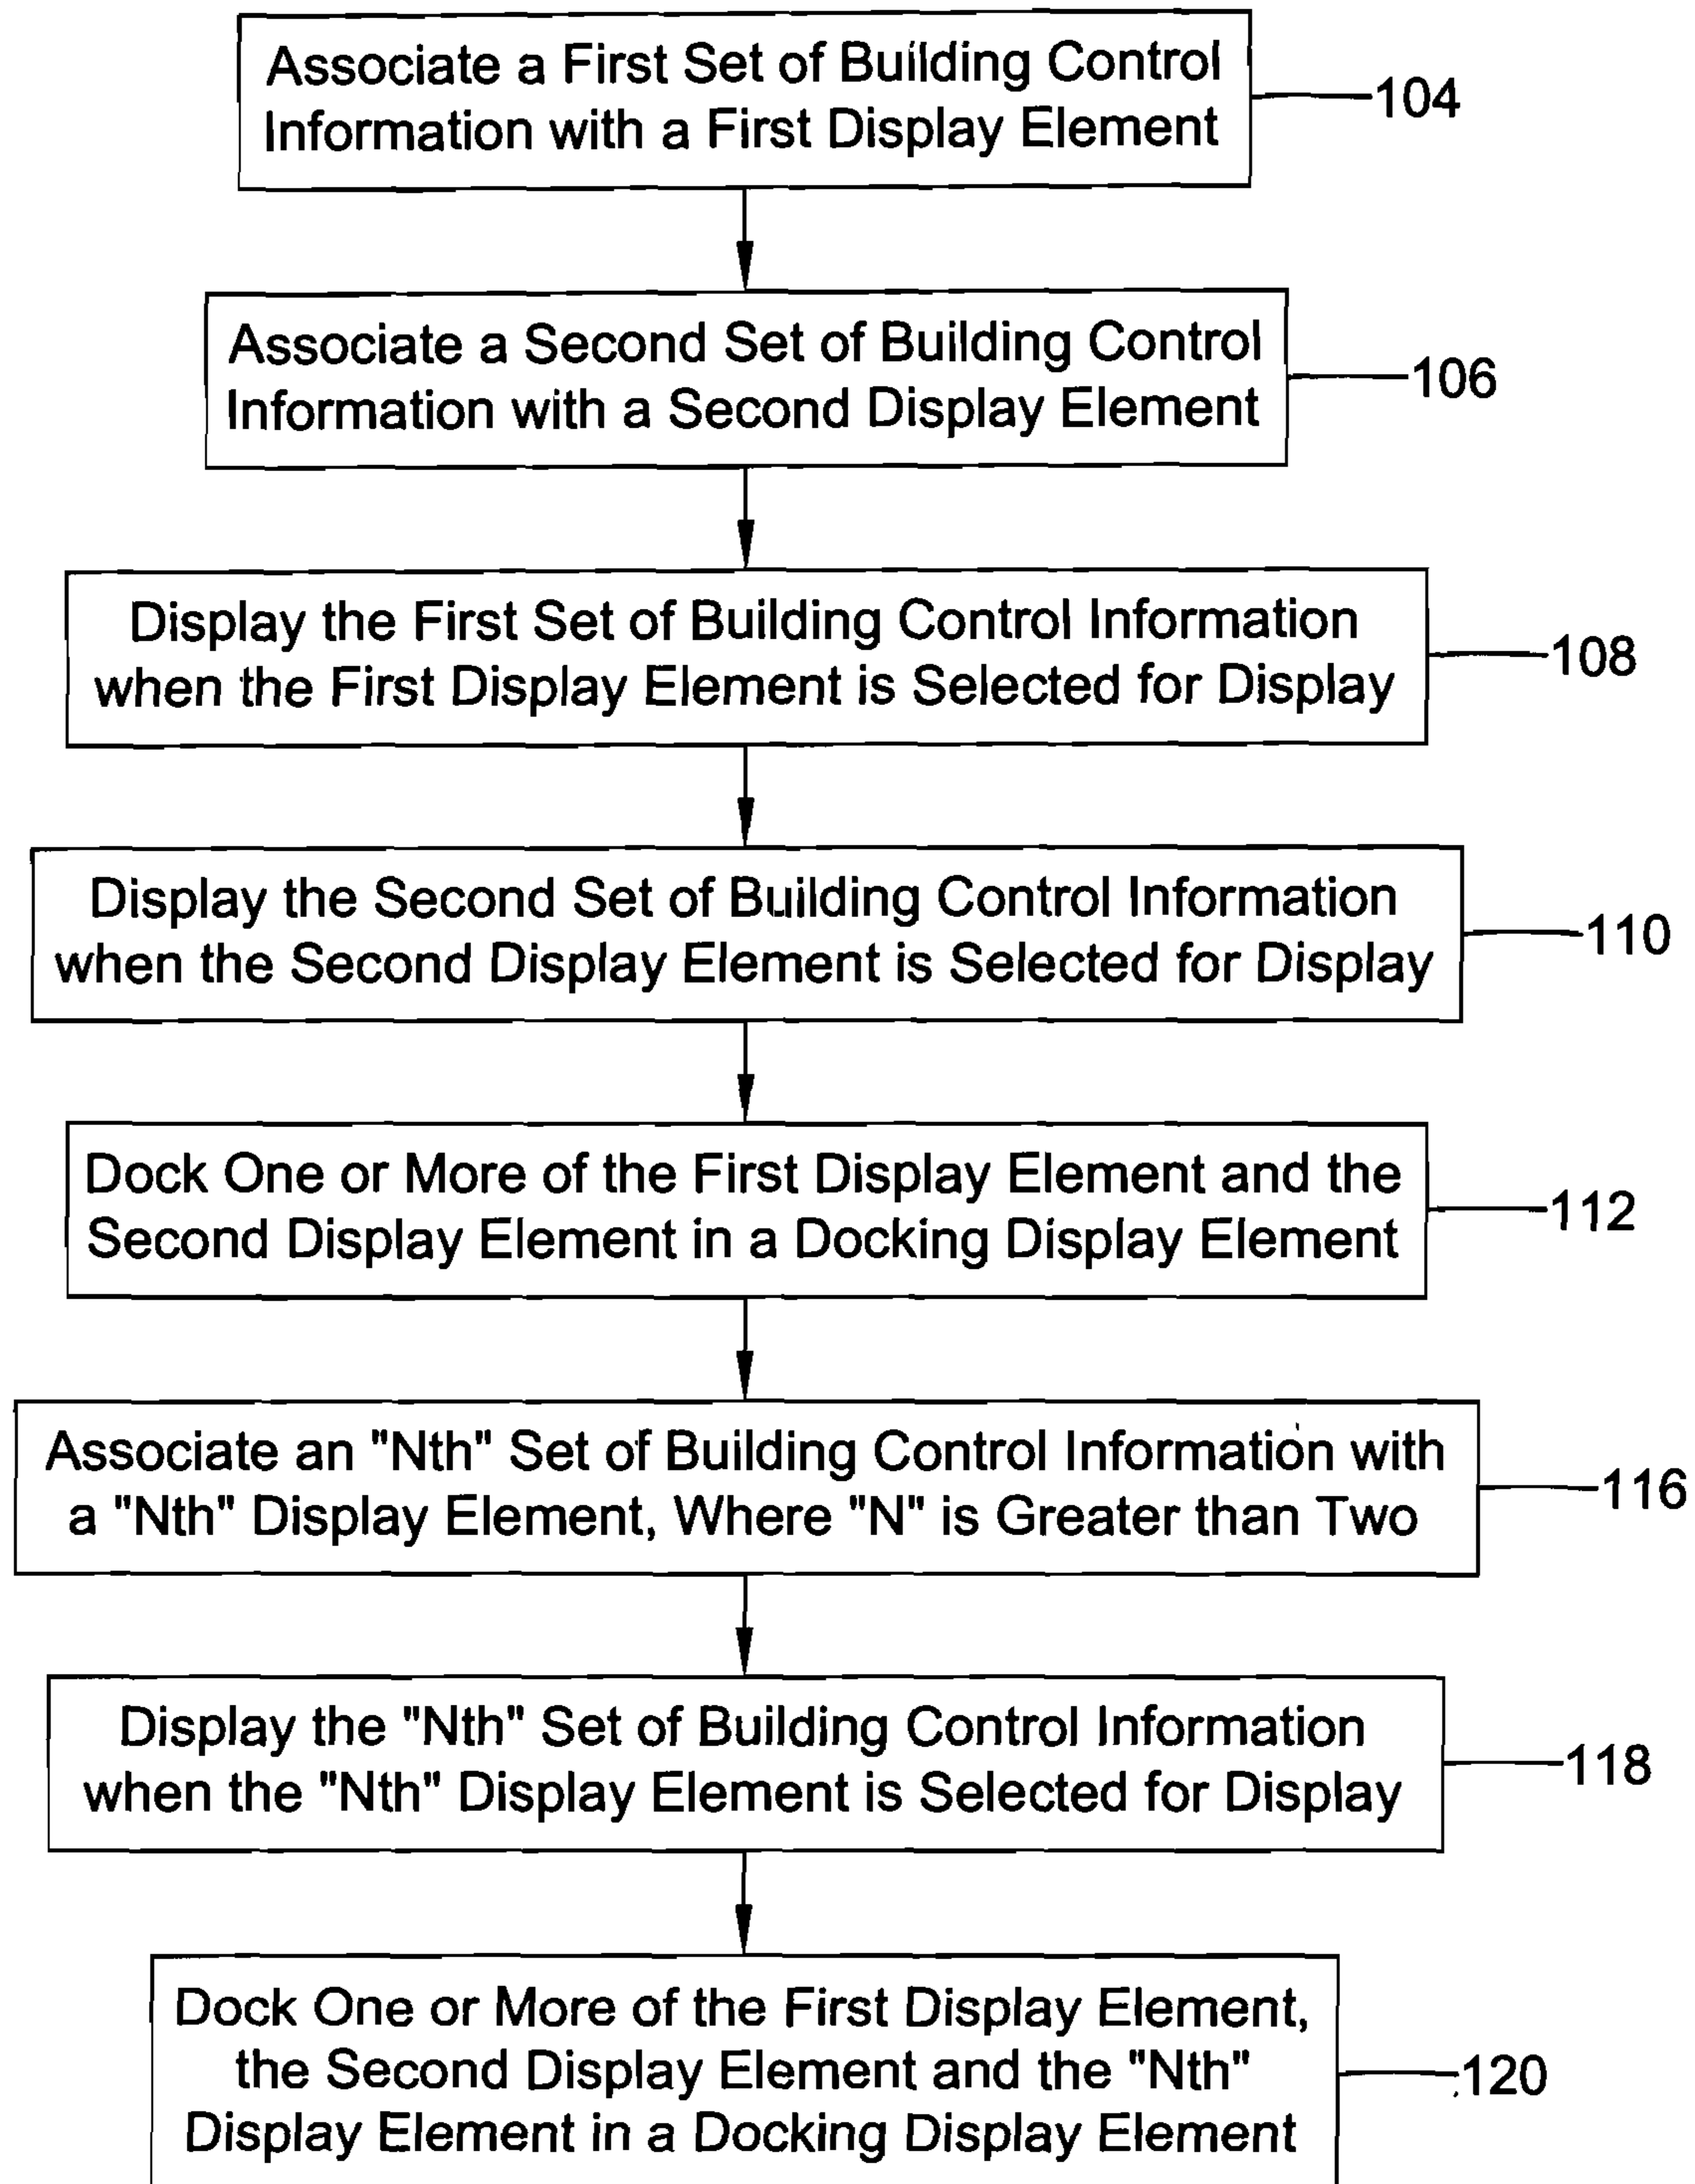 Associate a First Set of Building Control
Information with a First Display Element
104
Associate a Second Set of Building Control
Information with a Second Display Element
106
Display the First Set of Building Control Information
when the First Display Element is Selected for Display
108
Display the Second Set of Building Control Information
when the Second Display Element is Selected for Display
110
Dock One or More of the First Display Element and the
Second Display Element in a Docking Display Element
112
Associate an "Nth" Set of Building Control Information with
a "Nth" Display Element, Where "N" is Greater than Two
116
Display the "Nth" Set of Building Control Information
when the "Nth" Display Element is Selected for Display
118
Dock One or More of the First Display Element,
the Second Display Element and the "Nth"
Display Element in a Docking Display Element
120